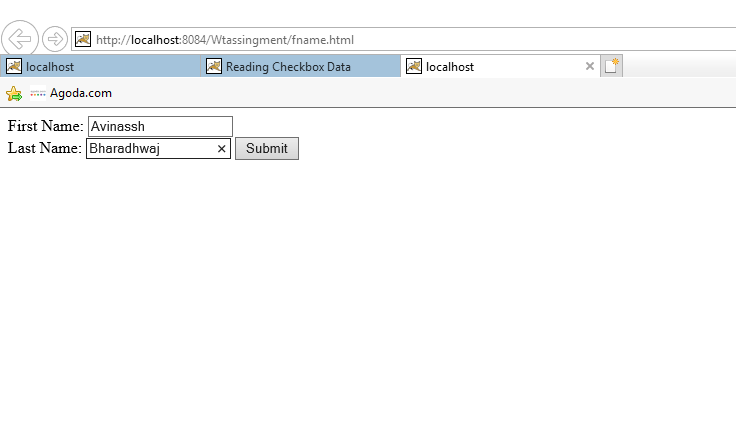 http://localhost:8084/Wtassingment/fname.html
localhost Reading Checkbox Data localhost
Agoda.com
First Name: Avinassh
Last Name: Bharadhwaj × Submit